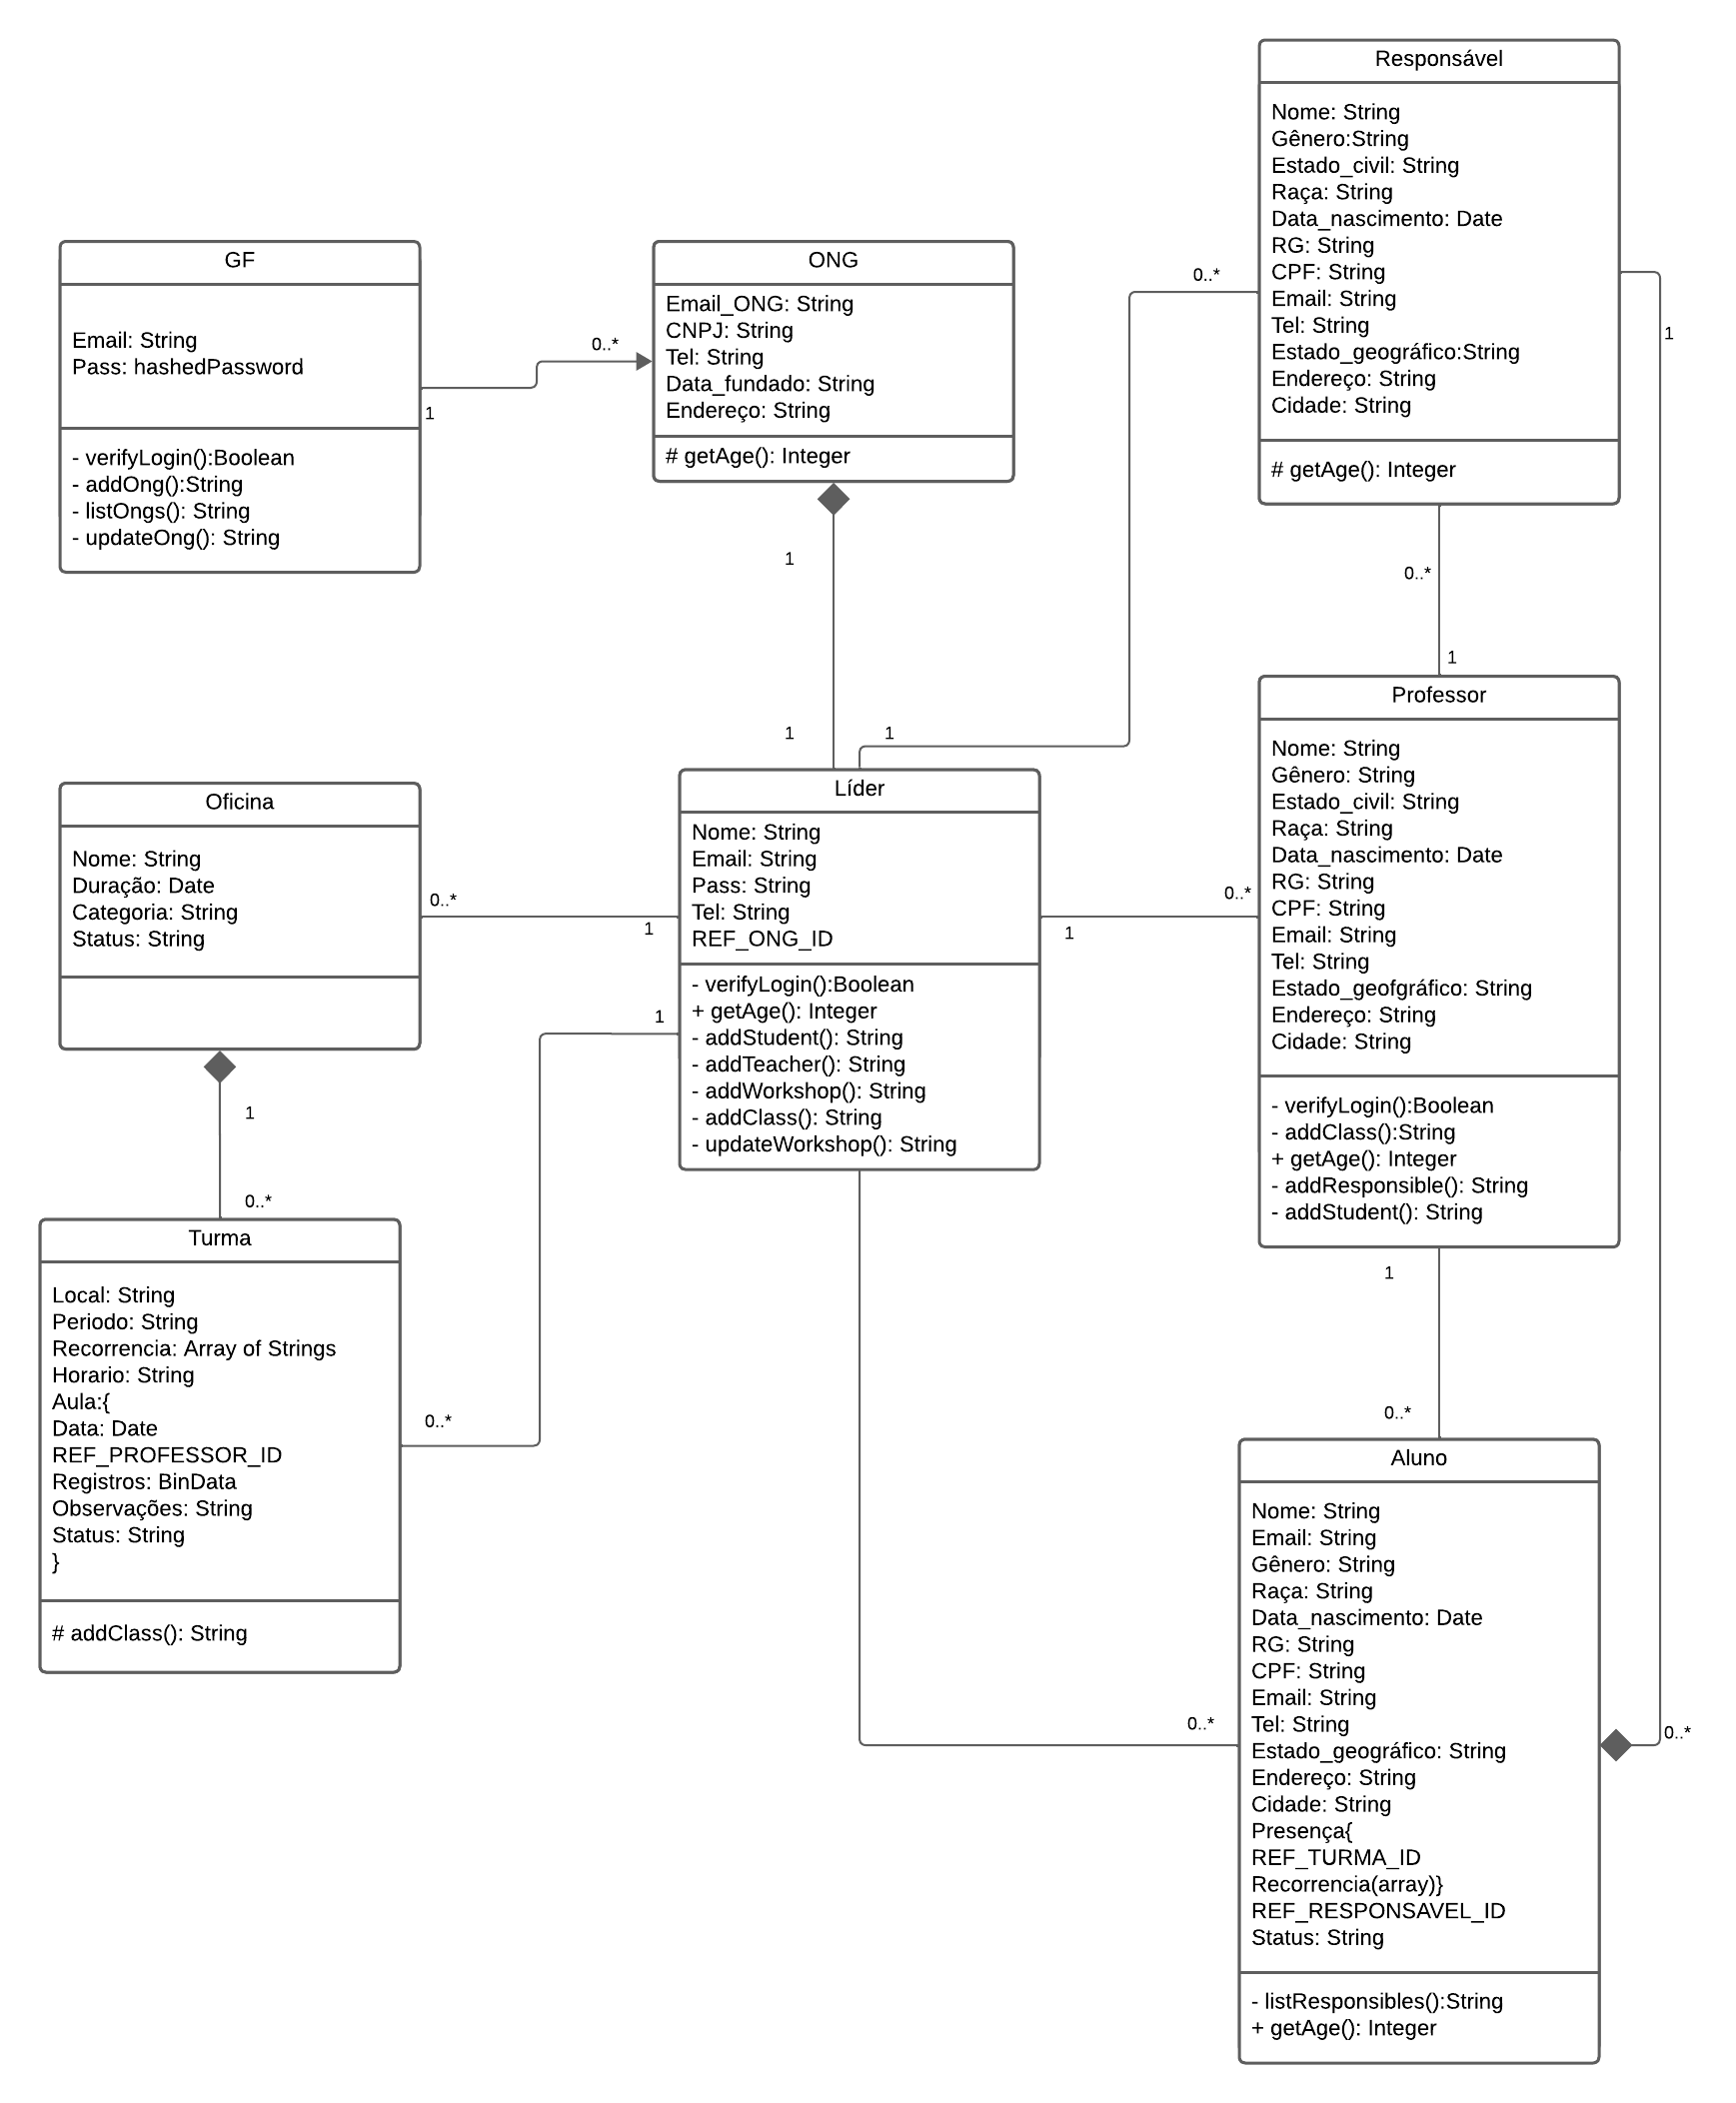 Responsável
Nome: String
Gênero:String
Estado_civil: String
Raça: String
Data_nascimento: Date
RG: String
CPF: String
Email: String
Tel: String
Estado_geográfico:String
Endereço: String
Cidade: String
# getAge(): Integer
GF
Email: String
Pass: hashedPassword
- verifyLogin():Boolean
- addOng():String
- listOngs(): String
- updateOng(): String
1
0..*
ONG
Email_ONG: String
CNPJ: String
Tel: String
Data_fundado: String
Endereço: String
# getAge(): Integer
0..*
1
1
1
1
0..*
1
Oficina
Nome: String
Duração: Date
Categoria: String
Status: String
0..*
1
1
Líder
Nome: String
Email: String
Pass: String
Tel: String
REF_ONG_ID
- verifyLogin():Boolean
+ getAge(): Integer
- addStudent(): String
- addTeacher(): String
- addWorkshop(): String
- addClass(): String
- updateWorkshop(): String
1
0..*
Professor
Nome: String
Gênero: String
Estado_civil: String
Raça: String
Data_nascimento: Date
RG: String
CPF: String
Email: String
Tel: String
Estado_geofgráfico: String
Endereço: String
Cidade: String
- verifyLogin():Boolean
- addClass():String
+ getAge(): Integer
- addResponsible(): String
- addStudent(): String
1
0..*
Turma
Local: String
Periodo: String
Recorrencia: Array of Strings
Horario: String
Aula:{
Data: Date
REF_PROFESSOR_ID
Registros: BinData
Observações: String
Status: String
}
# addClass(): String
0..*
1
0..*
0..*
Aluno
Nome: String
Email: String
Gênero: String
Raça: String
Data_nascimento: Date
RG: String
CPF: String
Email: String
Tel: String
Estado_geográfico: String
Endereço: String
Cidade: String
Presença{
REF_TURMA_ID
Recorrencia(array)}
REF_RESPONSAVEL_ID
Status: String
- listResponsibles():String
+ getAge(): Integer
0..*